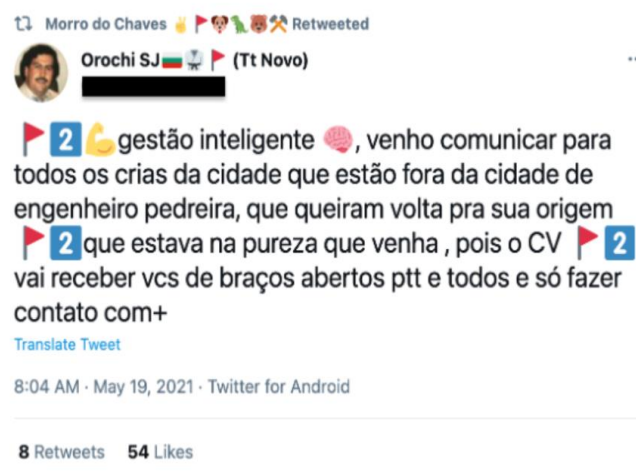 Morro do Chaves ✌️🚩🐶🦖🐻⚒️ Retweeted
Orochi SJ🇧🇬🥋🚩 (Tt Novo)
🚩2️⃣💪gestão inteligente 🧠, venho comunicar para
todos os crias da cidade que estão fora da cidade de
engenheiro pedreira, que queiram volta pra sua origem
🚩2️⃣que estava na pureza que venha , pois o CV 🚩2️⃣
vai receber vcs de braços abertos ptt e todos e só fazer
contato com+
Translate Tweet
8:04 AM · May 19, 2021 · Twitter for Android
8 Retweets 54 Likes